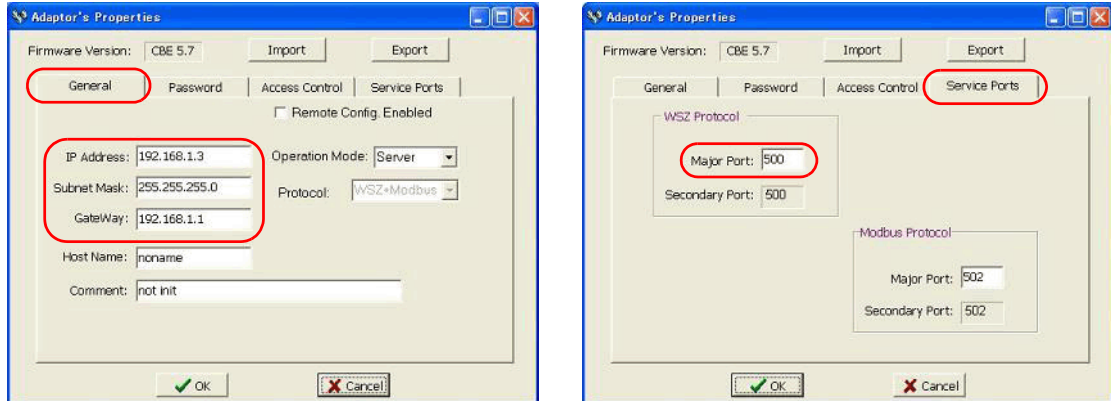 Adaptor's Properties
Firmware Version: CBE 5.7 Import Export
General Password Access Control Service Ports
Remote Config. Enabled
IP Address: 192.168.1.3 Operation Mode: Server
Subnet Mask: 255.255.255.0 Protocol: WSZ+Modbus
GateWay: 192.168.1.1
Host Name: noname
Comment: not init
OK Cancel
Adaptor's Properties
Firmware Version: CBE 5.7 Import Export
General Password Access Control Service Ports
WSZ Protocol
Major Port: 500
Secondary Port: 500
Modbus Protocol
Major Port: 502
Secondary Port: 502
OK Cancel